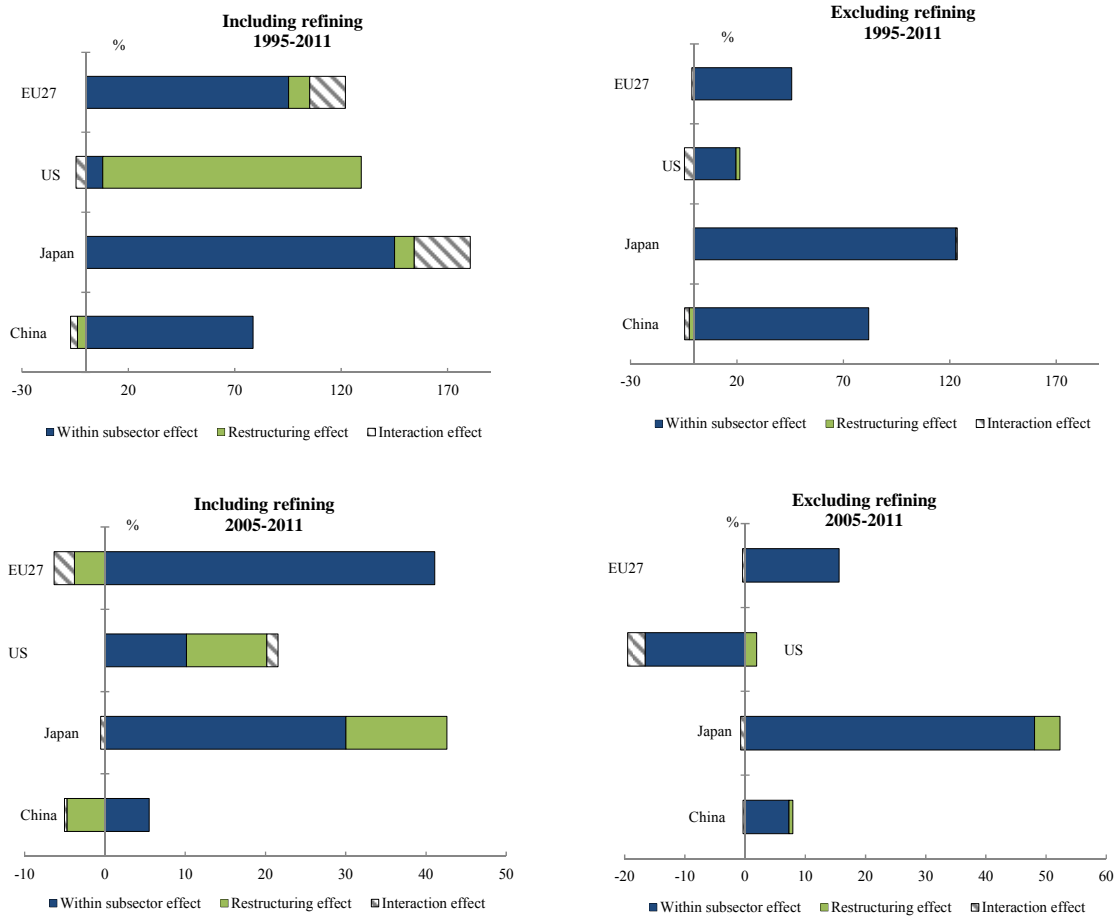 Including refining
1995-2011
%
EU27
US
Japan
China
-30 20 70 120 170
Within subsector effect Restructuring effect Interaction effect
Excluding refining
1995-2011
%
EU27
US
Japan
China
-30 20 70 120 170
Within subsector effect Restructuring effect Interaction effect
Including refining
2005-2011
%
EU27
US
Japan
China
0 10 20 30 40 50
Within subsector effect Restructuring effect Interaction effect
Excluding refining
2005-2011
%
EU27
US
Japan
China
-20 -10 0 10 20 30 40 50 60
Within subsector effect Restructuring effect Interaction effect